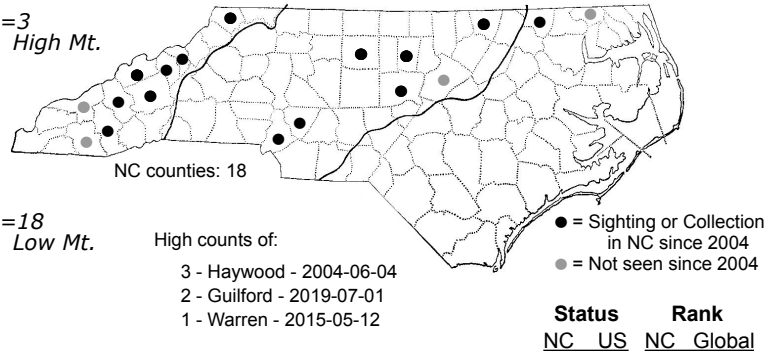 =3
High Mt.
NC counties: 18
=18
Low Mt.
High counts of:
3 - Haywood - 2004-06-04
2 - Guilford - 2019-07-01
1 - Warren - 2015-05-12
= Sighting or Collection
in NC since 2004
= Not seen since 2004
Status Rank
NC US NC Global